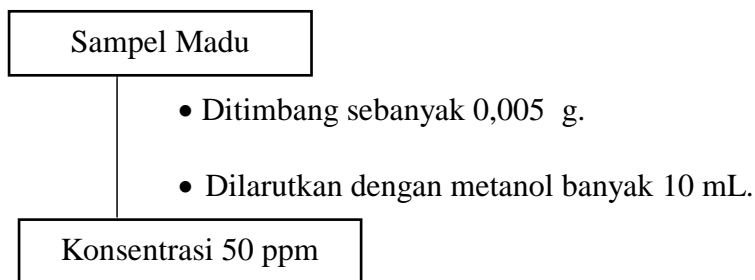 Sampel Madu
• Ditimbang sebanyak 0,005 g.
• Dilarutkan dengan metanol banyak 10 mL.
Konsentrasi 50 ppm